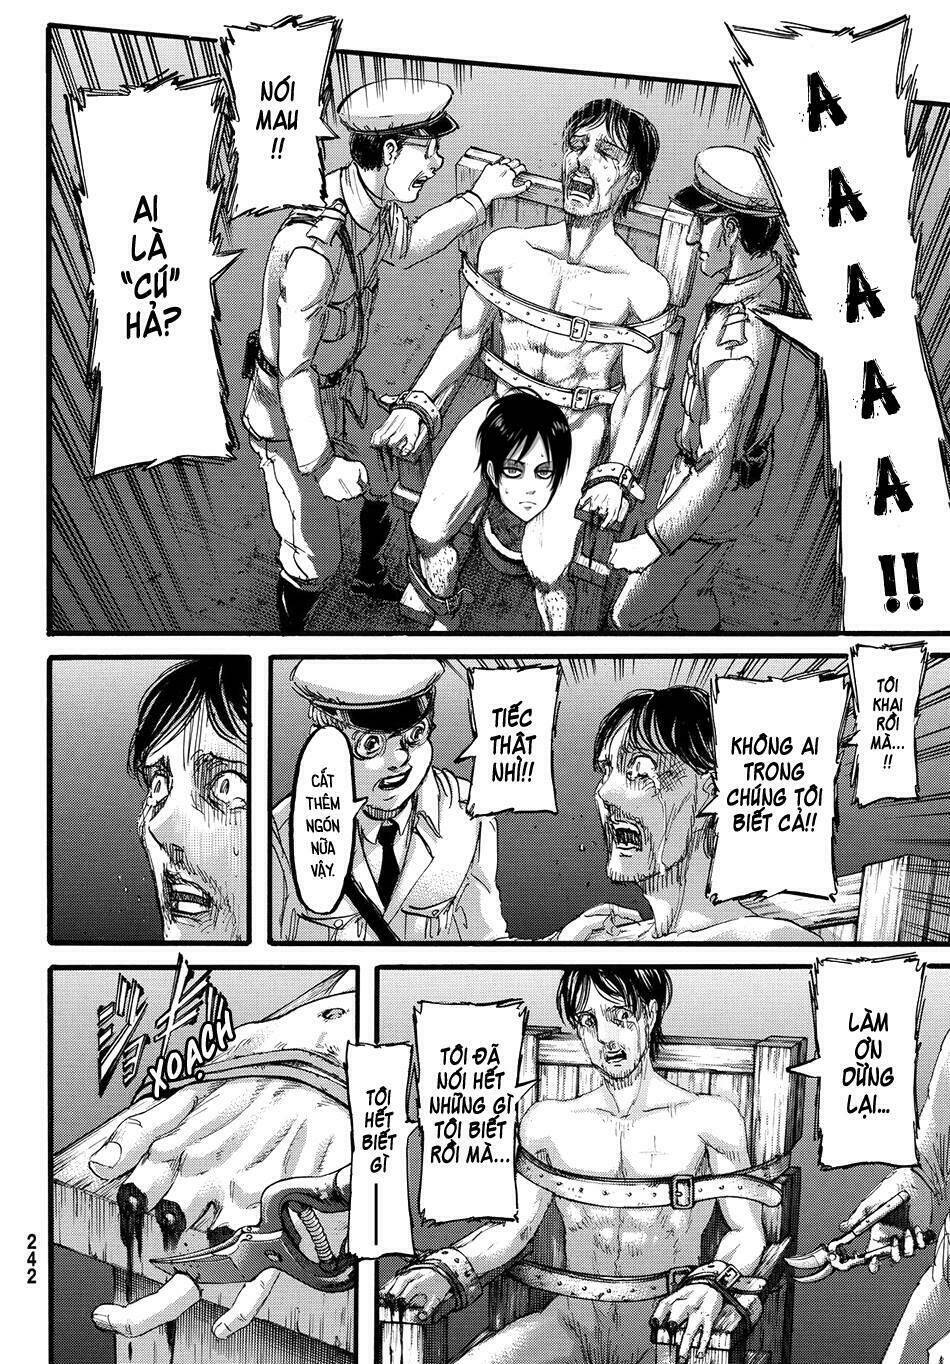 AAAAAA!!
NÓI
MAU
!!
AI
LÀ
"CÚ"
HẢ?
TÔI
KHAI
RỒI
MÀ...
!!
KHÔNG AI
TRONG
CHÚNG TÔI
BIẾT CẢ!!
TIẾC
THẬT
NHỈ!!
CẮT
THÊM
NGÓN
NỮA
VẬY.
LÀM
ƠN
DỪNG
LẠI...
TÔI ĐÃ
NÓI HẾT
NHỮNG GÌ
TÔI BIẾT
RỒI MÀ...
TÔI
HẾT
BIẾT
GÌ
XOẠCH
242